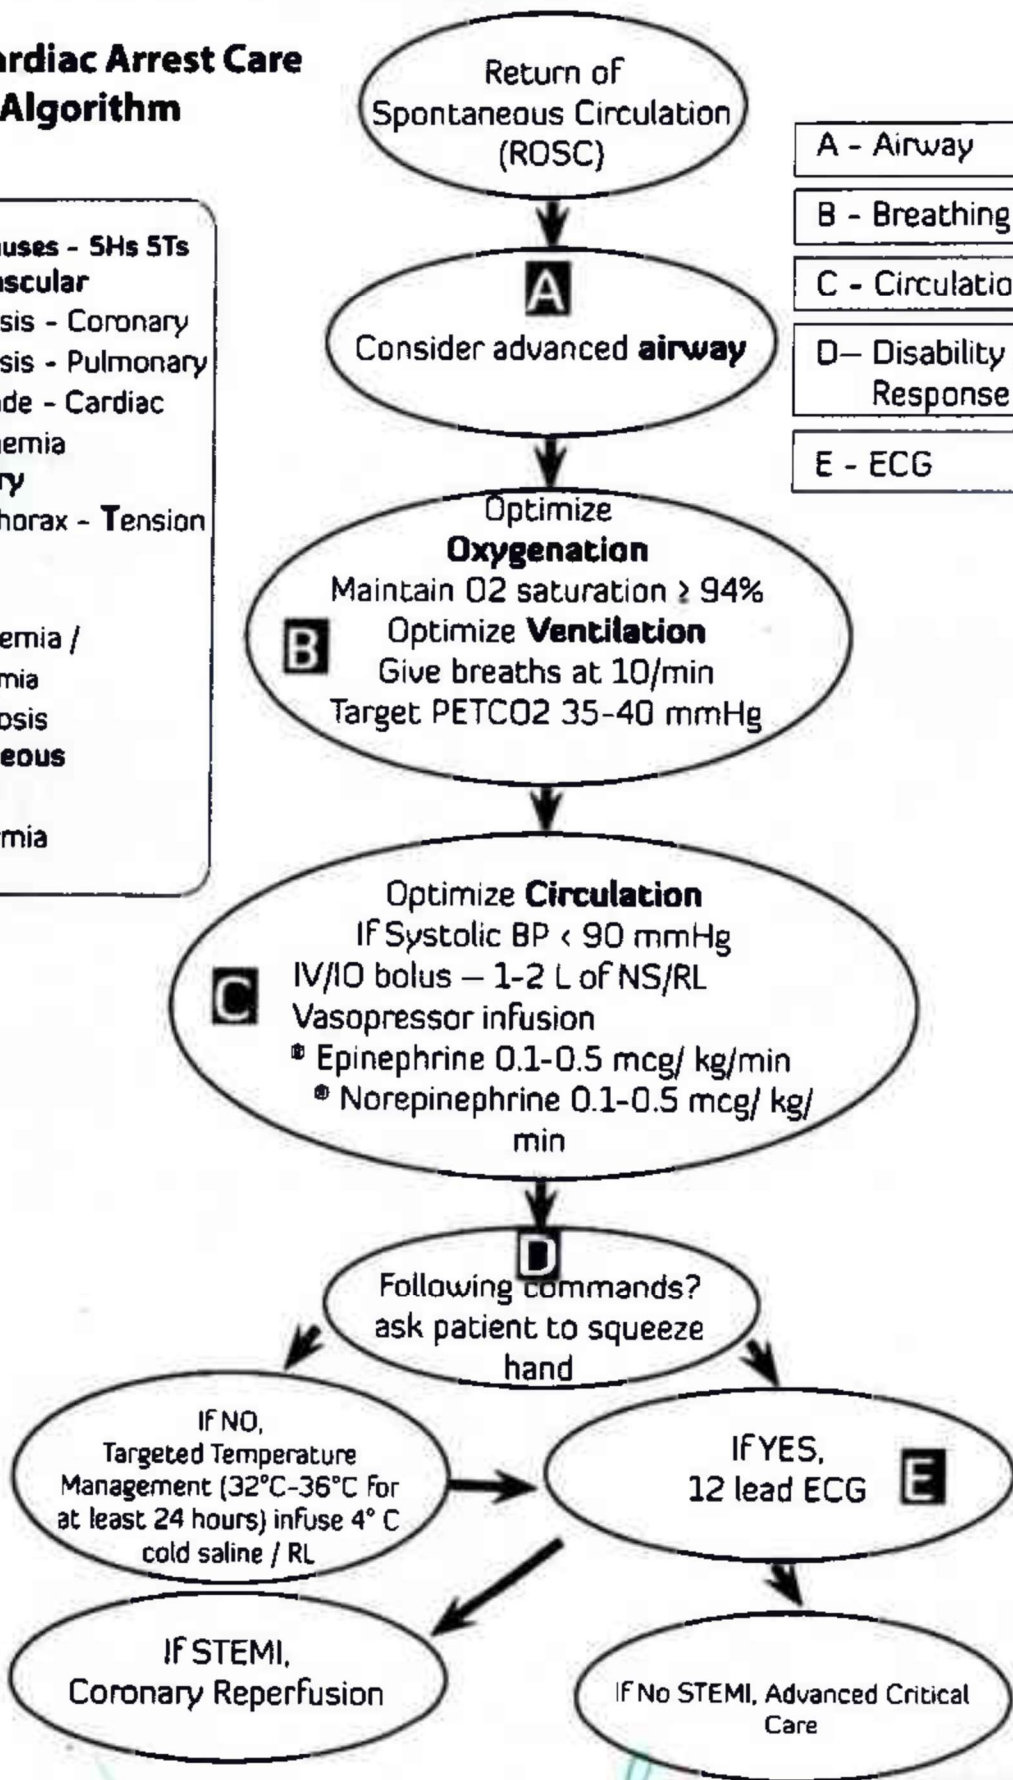 ardiac Arrest Care
Algorithm
uses - 5Hs 5Ts
ascular
sis - Coronary
sis - Pulmonary
de - Cardiac
emia
ry
horax - Tension
emia /
mia
osis
eous
mia
Return of
Spontaneous Circulation
(ROSC)
A - Airway
B - Breathing
C - Circulatio
D– Disability
Response
E - ECG
A
Consider advanced airway
Optimize
Oxygenation
Maintain O2 saturation ≥ 94%
B
Optimize Ventilation
Give breaths at 10/min
Target PETCO2 35-40 mmHg
Optimize Circulation
If Systolic BP < 90 mmHg
C
IV/IO bolus – 1-2 L of NS/RL
Vasopressor infusion
Epinephrine 0.1-0.5 mcg/ kg/min
Norepinephrine 0.1-0.5 mcg/ kg/
min
D
Following commands?
ask patient to squeeze
hand
If NO,
Targeted Temperature
Management (32°C-36°C for
at least 24 hours) infuse 4° C
cold saline / RL
If YES,
12 lead ECG
E
If STEMI,
Coronary Reperfusion
If No STEMI, Advanced Critical
Care